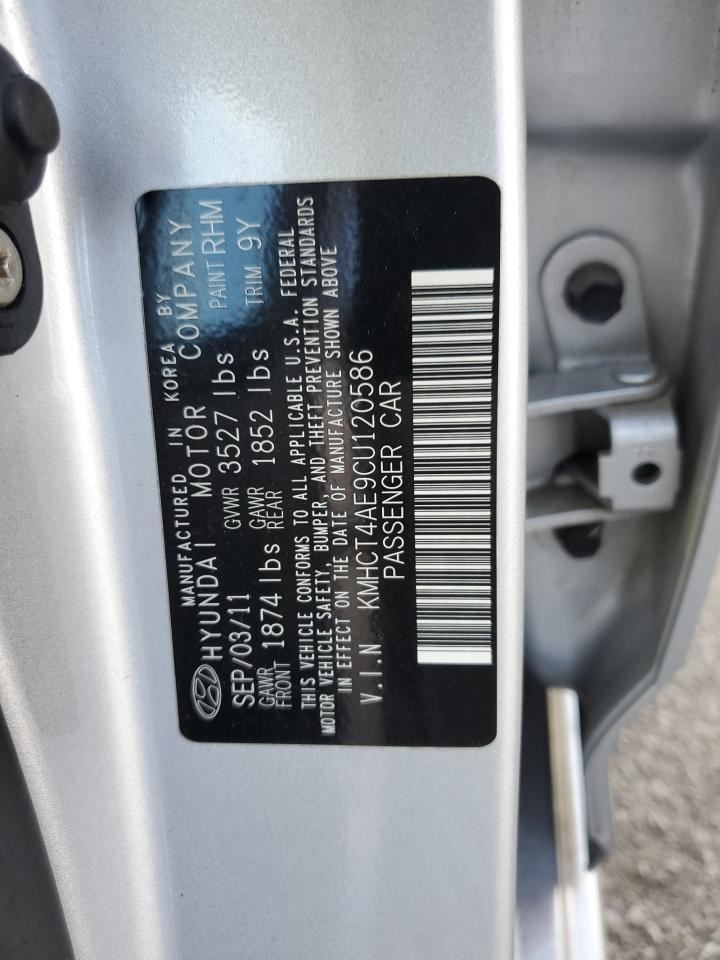 MANUFACTURED IN KOREA BY
HYUNDAI MOTOR COMPANY
SEP/03/11 GVWR 3527 lbs PAINT RHM
GAWR FRONT 1874 lbs GAWR REAR 1852 lbs TRIM 9Y
THIS VEHICLE CONFORMS TO ALL APPLICABLE U.S.A. FEDERAL
MOTOR VEHICLE SAFETY, BUMPER, AND THEFT PREVENTION STANDARDS
IN EFFECT ON THE DATE OF MANUFACTURE SHOWN ABOVE
V.I.N KMHCT4AE9CU120586
PASSENGER CAR